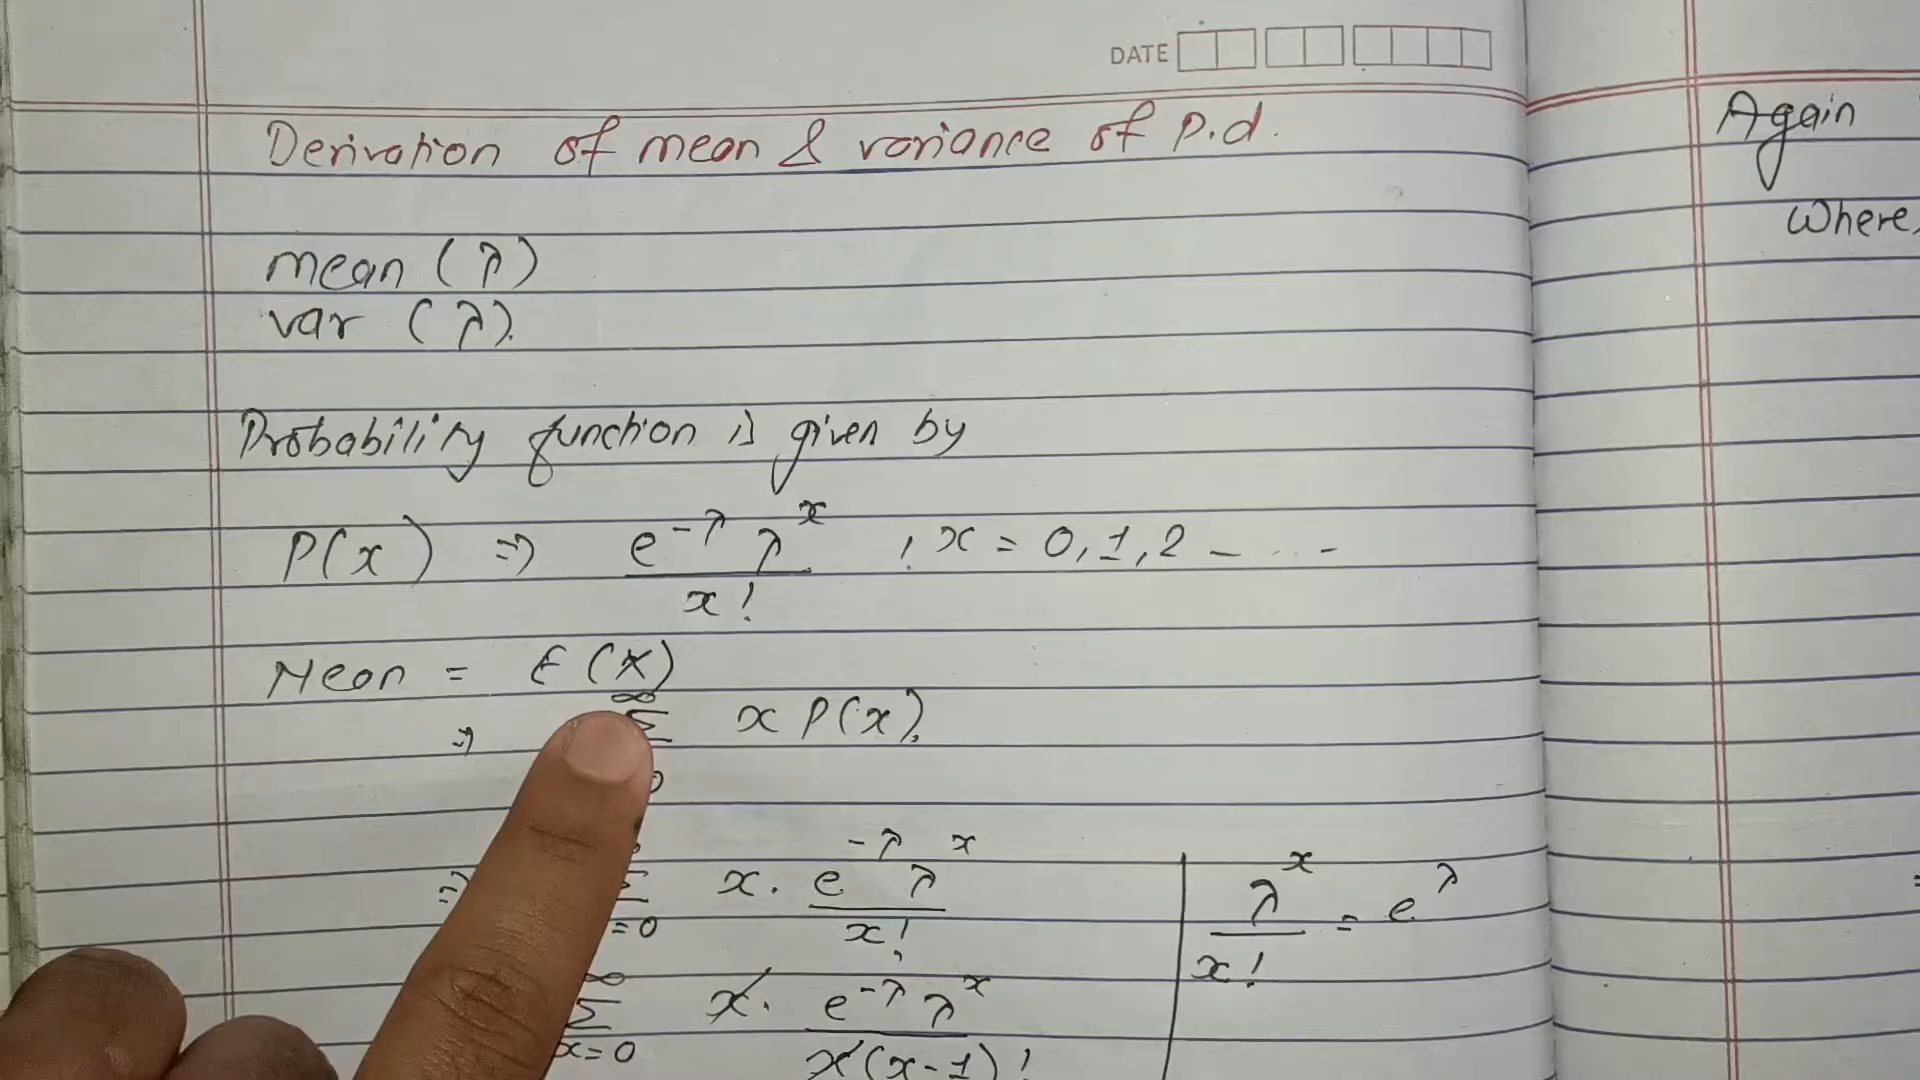 DATE
Derivation of mean & variance of p.d.
mean (λ)
var (λ).
Probability function is given by
P(x) => e^-λ λ^x / x! , x = 0,1,2 - ... -
Mean = E(X)
=> ∞ Σ 0 x P(x).
=> Σ =0 x. e^-λ λ^x / x!
λ^x / x! = e^λ
∞ Σ x=0 x. e^-λ λ^x / x(x-1)!
Again
Where,